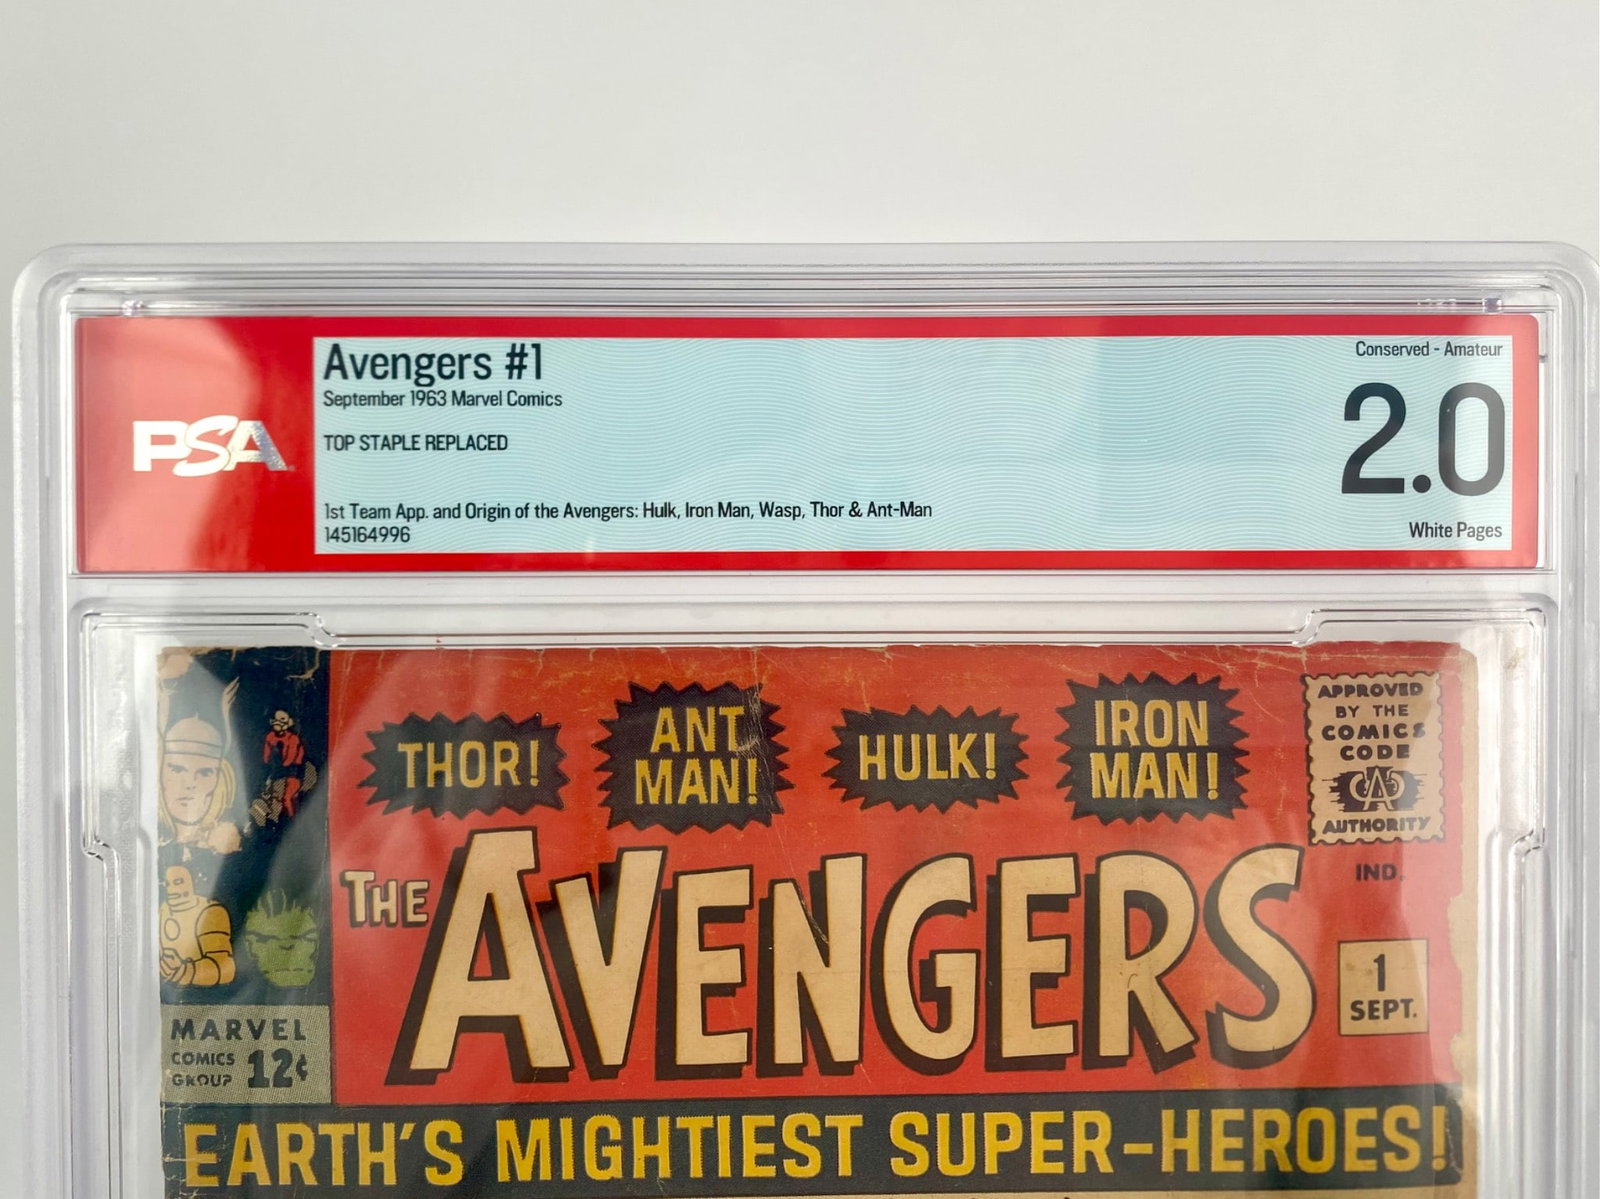 Avengers #1
September 1963 Marvel Comics
TOP STAPLE REPLACED
1st Team App. and Origin of the Avengers: Hulk, Iron Man, Wasp, Thor & Ant-Man
145164996
PSA
Conserved - Amateur
2.0
White Pages
THOR!
ANT
MAN!
HULK!
IRON
MAN!
APPROVED
BY THE
COMICS
CODE
CA
AUTHORITY
IND.
THE AVENGERS
1
SEPT.
MARVEL
COMICS
GROUP
12¢
EARTH'S MIGHTIEST SUPER-HEROES!